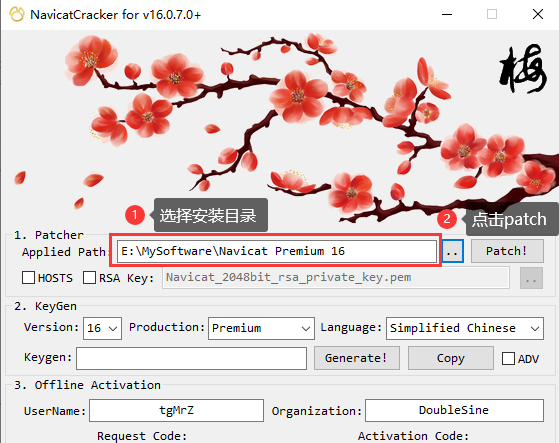 NavicatCracker for v16.0.7.0+
梅
1 选择安装目录
2 点击patch
1. Patcher
Applied Path: E:\MySoftware\Navicat Premium 16 .. Patch!
HOSTS RSA Key: Navicat_2048bit_rsa_private_key.pem ..
2. KeyGen
Version: 16 Production: Premium Language: Simplified Chinese
Keygen: Generate! Copy ADV
3. Offline Activation
UserName: tgMrZ Organization: DoubleSine
Request Code: Activation Code: